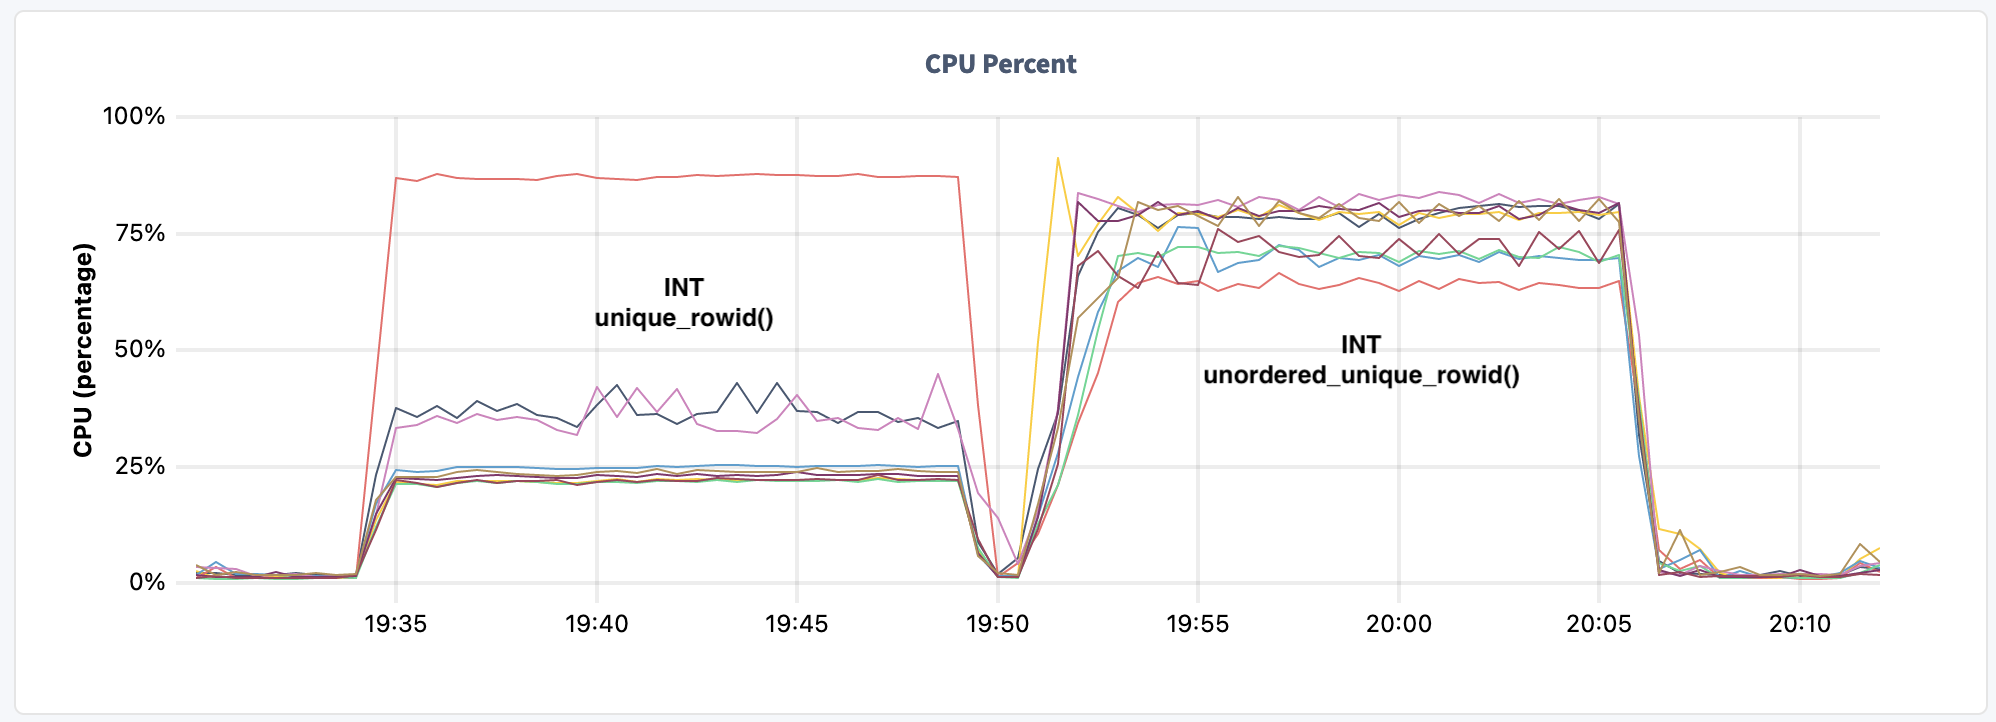 CPU Percent
100%
75%
50%
25%
0%
CPU (percentage)
INT
unique_rowid()
INT
unordered_unique_rowid()
19:35
19:40
19:45
19:50
19:55
20:00
20:05
20:10